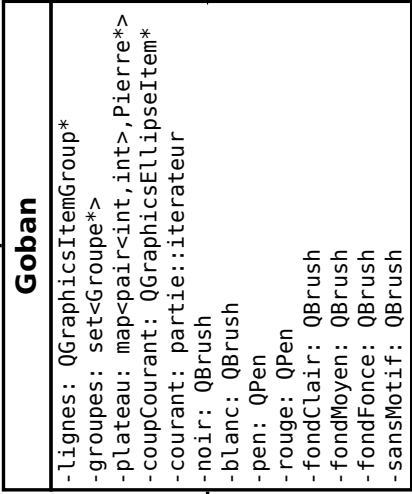 Goban
-lignes: QGraphicsItemGroup*
-groupes: set<Groupe*>
-plateau: map<pair<int,int>,Pierre*>
-coupCourant: QGraphicsEllipseItem*
-courant: partie::iterateur
-noir: QBrush
-blanc: QBrush
-pen: QPen
-rouge: QPen
-fondClair: QBrush
-fondMoyen: QBrush
-fondFonce: QBrush
-sansMotif: QBrush